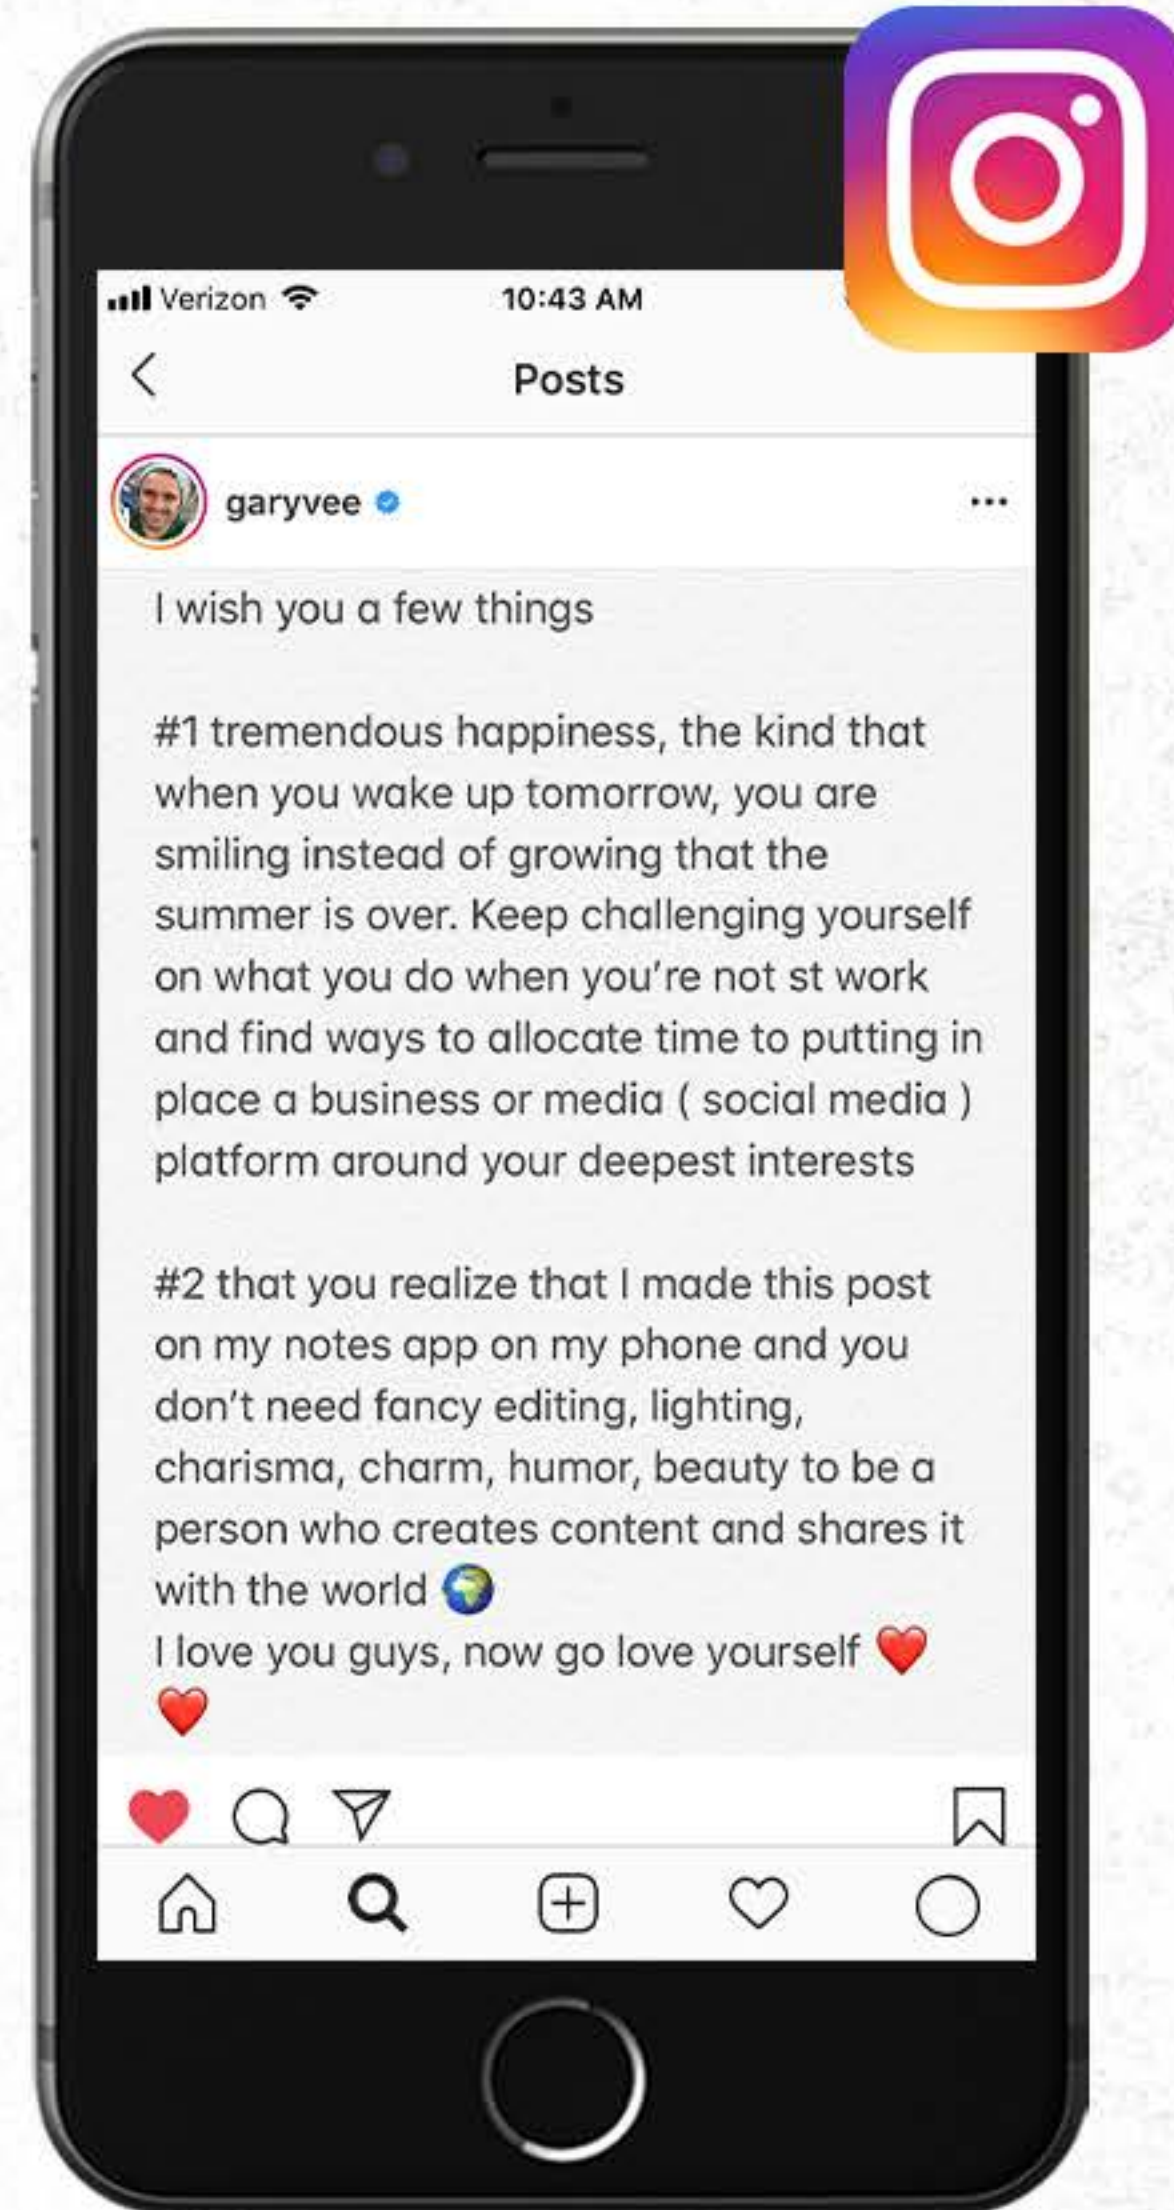 Verizon 10:43 AM
Posts
garyvee
I wish you a few things
#1 tremendous happiness, the kind that
when you wake up tomorrow, you are
smiling instead of growing that the
summer is over. Keep challenging yourself
on what you do when you're not st work
and find ways to allocate time to putting in
place a business or media ( social media )
platform around your deepest interests
#2 that you realize that I made this post
on my notes app on my phone and you
don't need fancy editing, lighting,
charisma, charm, humor, beauty to be a
person who creates content and shares it
with the world 🌍
I love you guys, now go love yourself ❤️
❤️